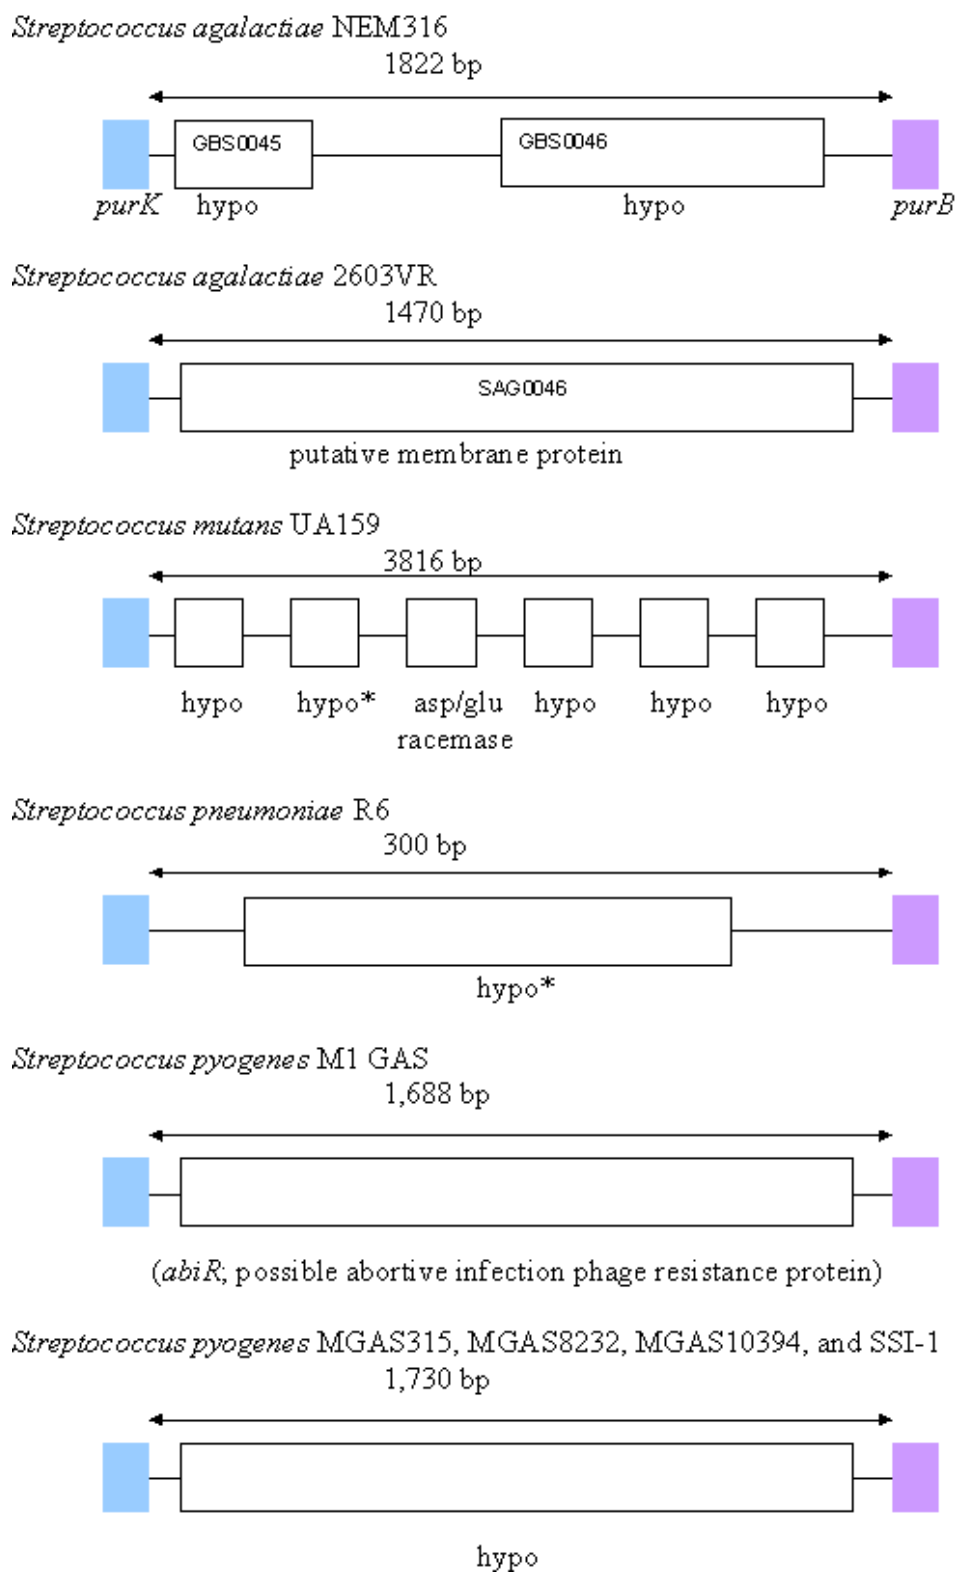 Streptococcus agalactiae NEM316
1822 bp
GBS0045 GBS0046
purK hypo hypo purB
Streptococcus agalactiae 2603VR
1470 bp
SAG0046
putative membrane protein
Streptococcus mutans UA159
3816 bp
hypo hypo* asp/glu hypo hypo hypo
racemase
Streptococcus pneumoniae R6
300 bp
hypo*
Streptococcus pyogenes M1 GAS
1,688 bp
(abiR; possible abortive infection phage resistance protein)
Streptococcus pyogenes MGAS315, MGAS8232, MGAS10394, and SSI-1
1,730 bp
hypo